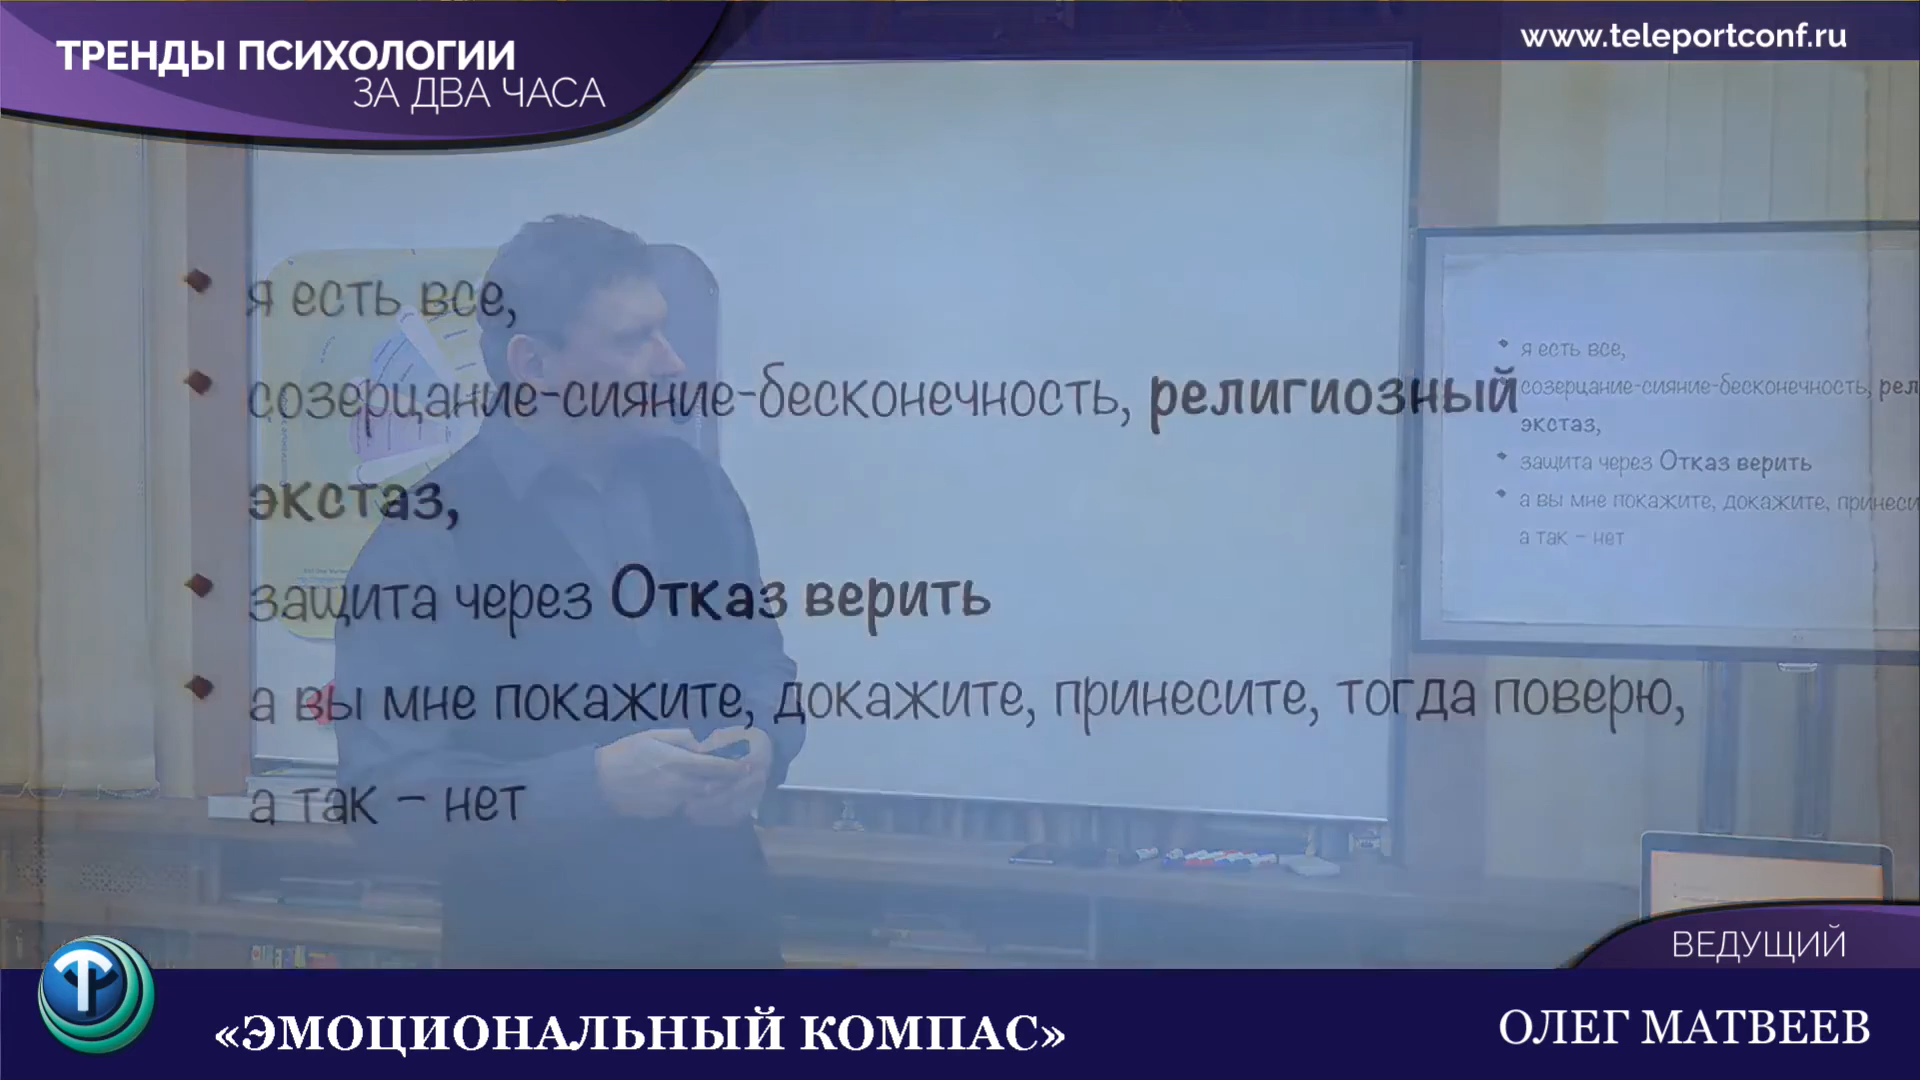 ТРЕНДЫ ПСИХОЛОГИИ
ЗА ДВА ЧАСА
www.teleportconf.ru
я есть все,
созерцание-сияние-бесконечность, религиозный
экстаз,
защита через Отказ верить
а вы мне покажите, докажите, принесите, тогда поверю,
а так – нет
я есть все,
созерцание-сияние-бесконечность, рел
экстаз,
защита через Отказ верить
а вы мне покажите, докажите, принеси
а так – нет
ВЕДУЩИЙ
«ЭМОЦИОНАЛЬНЫЙ КОМПАС»
ОЛЕГ МАТВЕЕВ